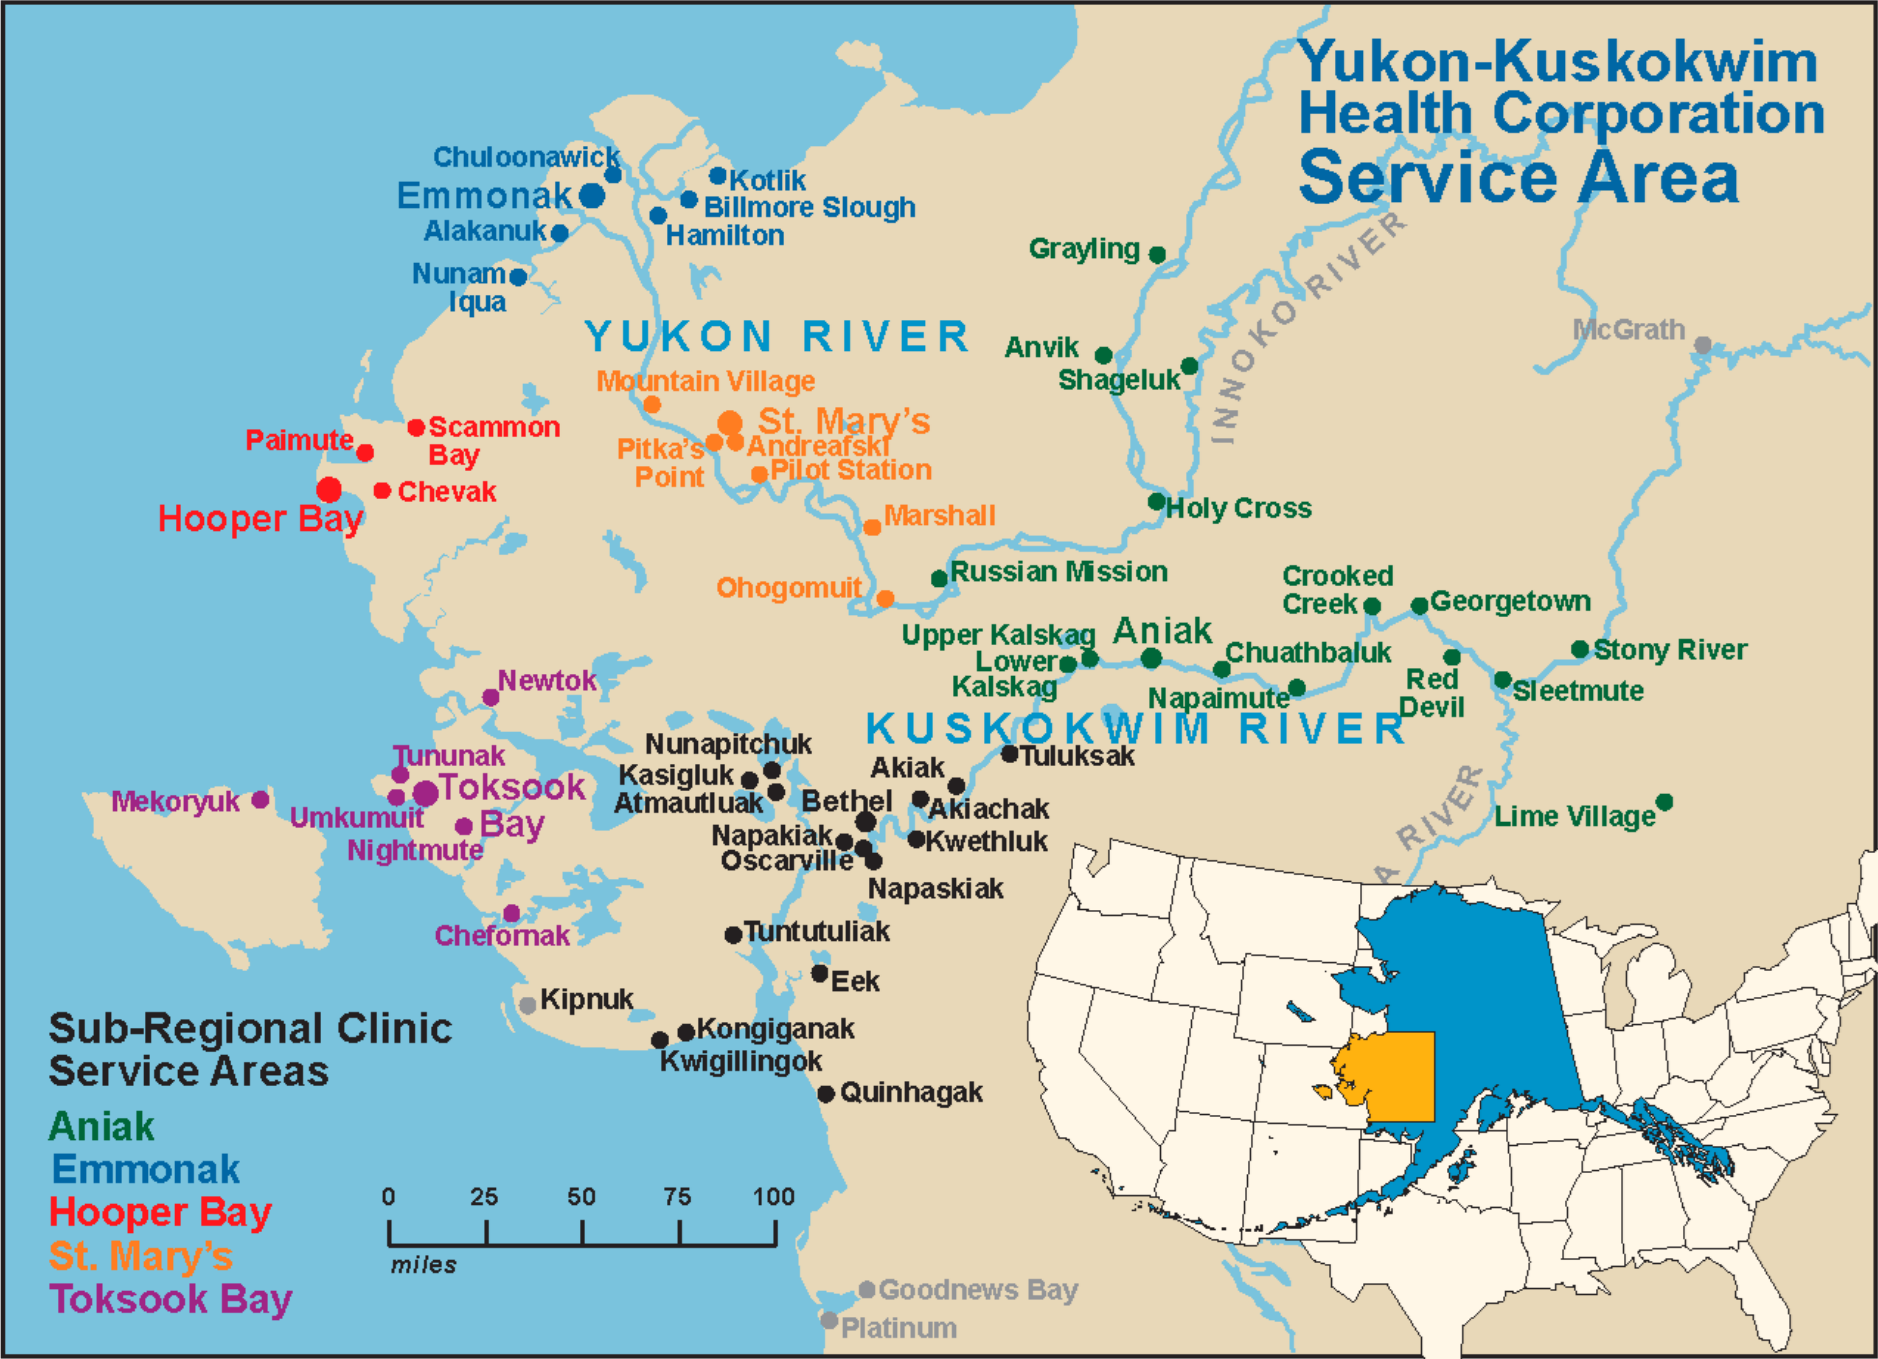 Yukon-Kuskokwim
Health Corporation
Service Area
Chuloonawick
Emmonak
Alakanuk
Nunam
Iqua
Kotlik
Billmore Slough
Hamilton
Grayling
INNOKO RIVER
McGrath
YUKON RIVER
Anvik
Shageluk
Mountain Village
St. Mary's
Andreafski
Pitka's
Point
Pilot Station
Marshall
Ohogomuit
Scammon
Bay
Paimute
Chevak
Hooper Bay
Holy Cross
Russian Mission
Crooked
Creek
Georgetown
Upper Kalskag
Aniak
Lower
Kalskag
Chuathbaluk
Napaimute
Red
Devil
Stony River
Sleetmute
KUSKOKWIM RIVER
Newtok
Tununak
Toksook
Bay
Mekoryuk
Umkumuit
Nightmute
Chefornak
Nunapitchuk
Kasigluk
Atmautluak
Bethel
Akiak
Tuluksak
Akiachak
Napakiak
Kwethluk
Oscarville
Napaskiak
A RIVER
Lime Village
Tuntutuliak
Eek
Kipnuk
Kongiganak
Kwigillingok
Quinhagak
Sub-Regional Clinic
Service Areas
Aniak
Emmonak
Hooper Bay
St. Mary's
Toksook Bay
0 25 50 75 100
miles
Goodnews Bay
Platinum